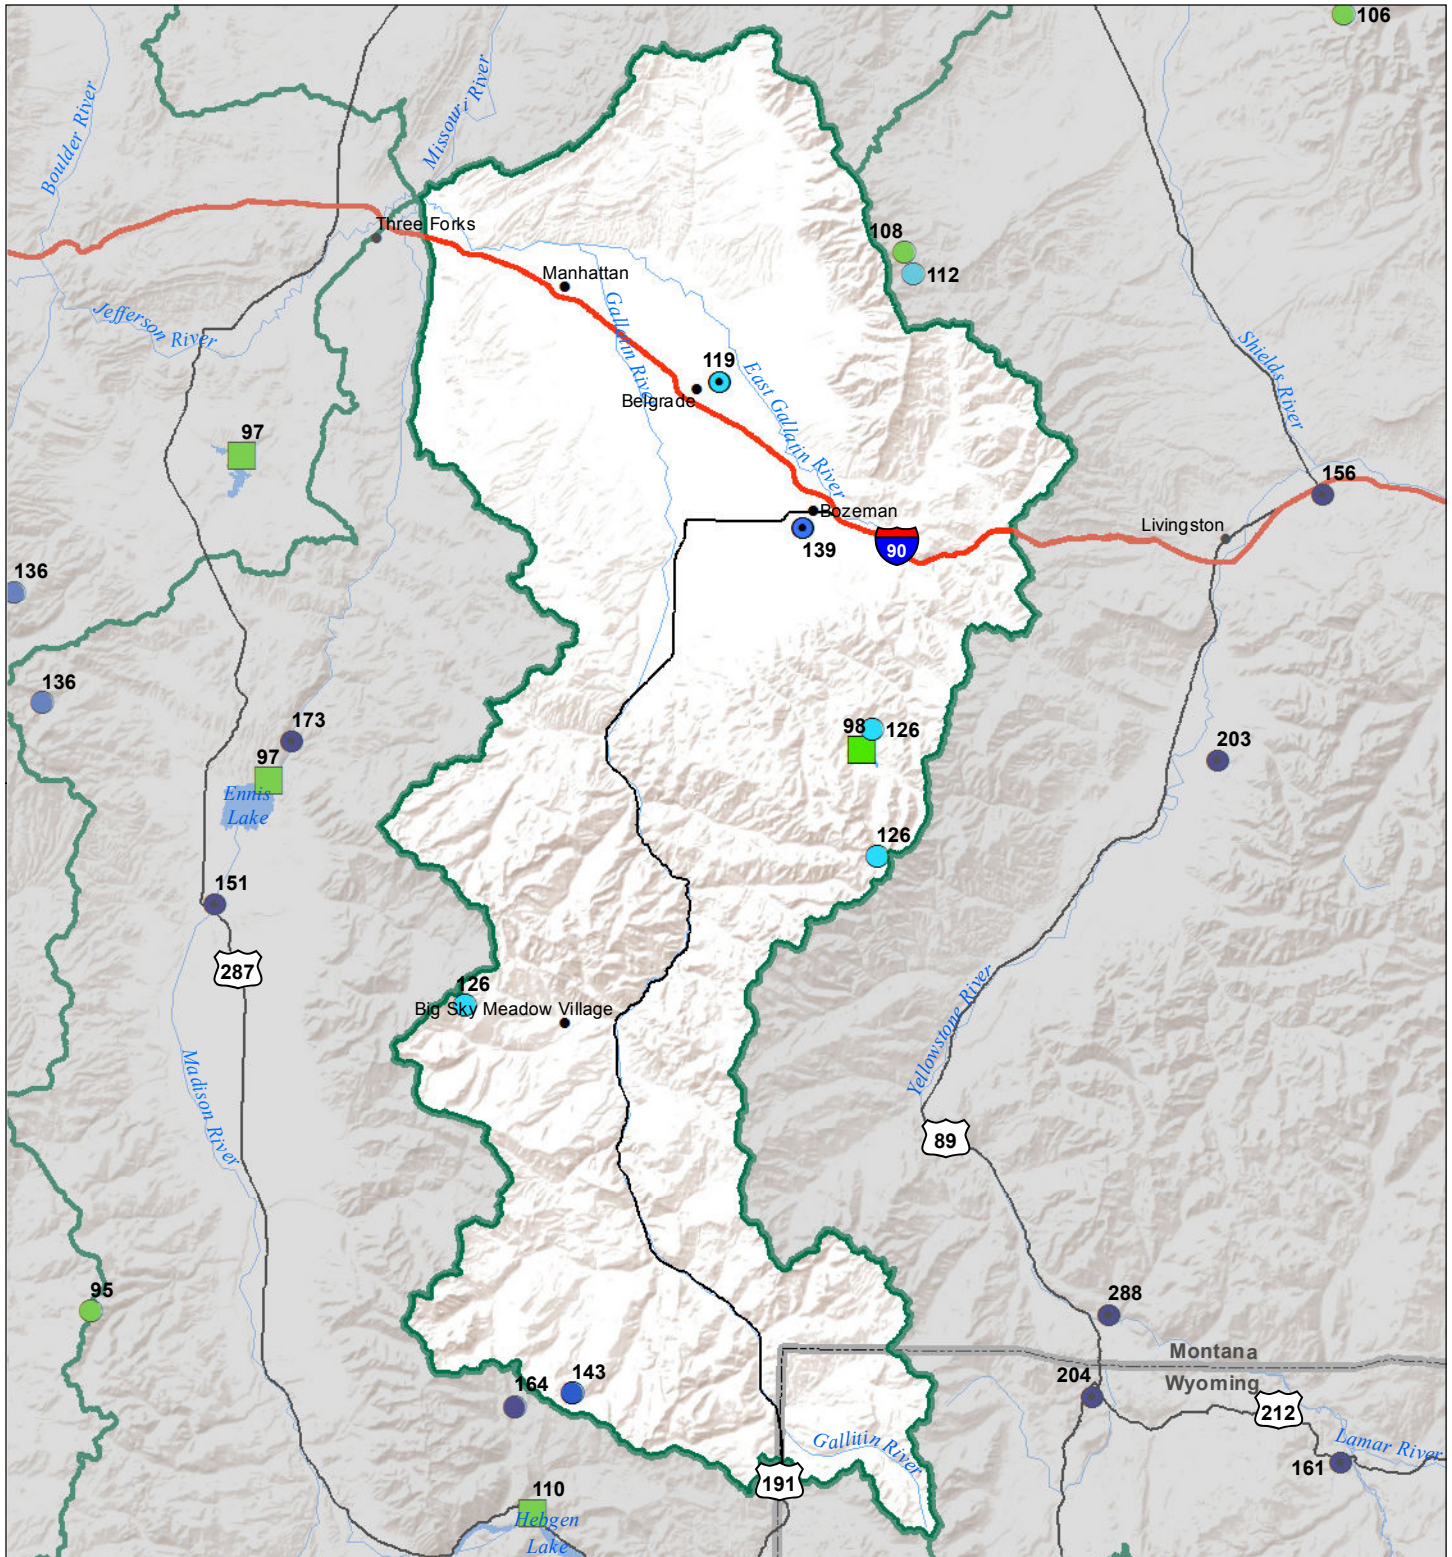 106
Boulder River
Missouri River
Three Forks
108
112
Manhattan
Jefferson River
Gallatin River
119
East Gallatin River
Shields River
Belgrade
97
156
Bozeman
Livingston
139
90
136
136
173
98
126
203
97
Ennis
Lake
126
151
287
126
Big Sky Meadow Village
Yellowstone River
Madison River
89
95
288
Montana
Wyoming
143
164
204
212
Gallitin River
Lamar River
161
191
110
Hebgen
Lake